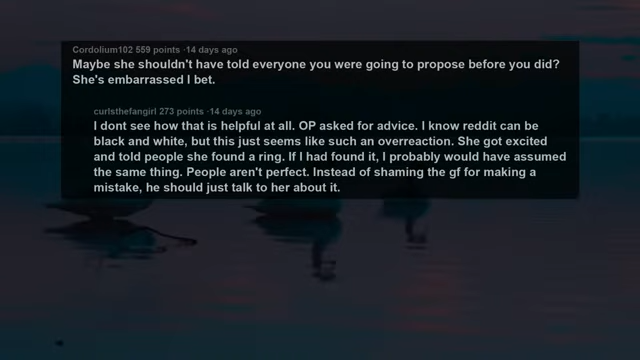 Cordolium102 559 points ·14 days ago
Maybe she shouldn't have told everyone you were going to propose before you did?
She's embarrassed I bet.
curlsthefangirl 273 points ·14 days ago
I dont see how that is helpful at all. OP asked for advice. I know reddit can be
black and white, but this just seems like such an overreaction. She got excited
and told people she found a ring. If I had found it, I probably would have assumed
the same thing. People aren't perfect. Instead of shaming the gf for making a
mistake, he should just talk to her about it.